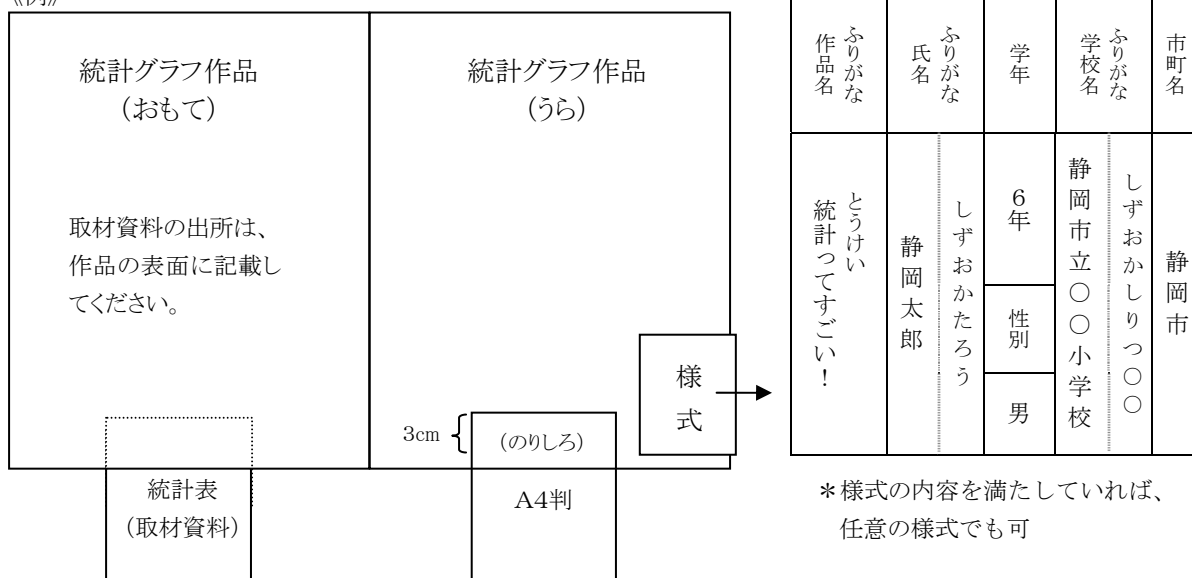 《例》
統計グラフ作品
(おもて)
取材資料の出所は、
作品の表面に記載し
てください。
統計表
(取材資料)
統計グラフ作品
(うら)
3cm
(のりしろ)
A4判
様
式
市町名
静岡市
ふりがな
学校名
しずおかしりつ○○
静岡市立○○小学校
学年
6年
性別
男
ふりがな
氏名
しずおかたろう
静岡太郎
ふりがな
作品名
とうけい
統計ってすごい!
*様式の内容を満たしていれば、
任意の様式でも可